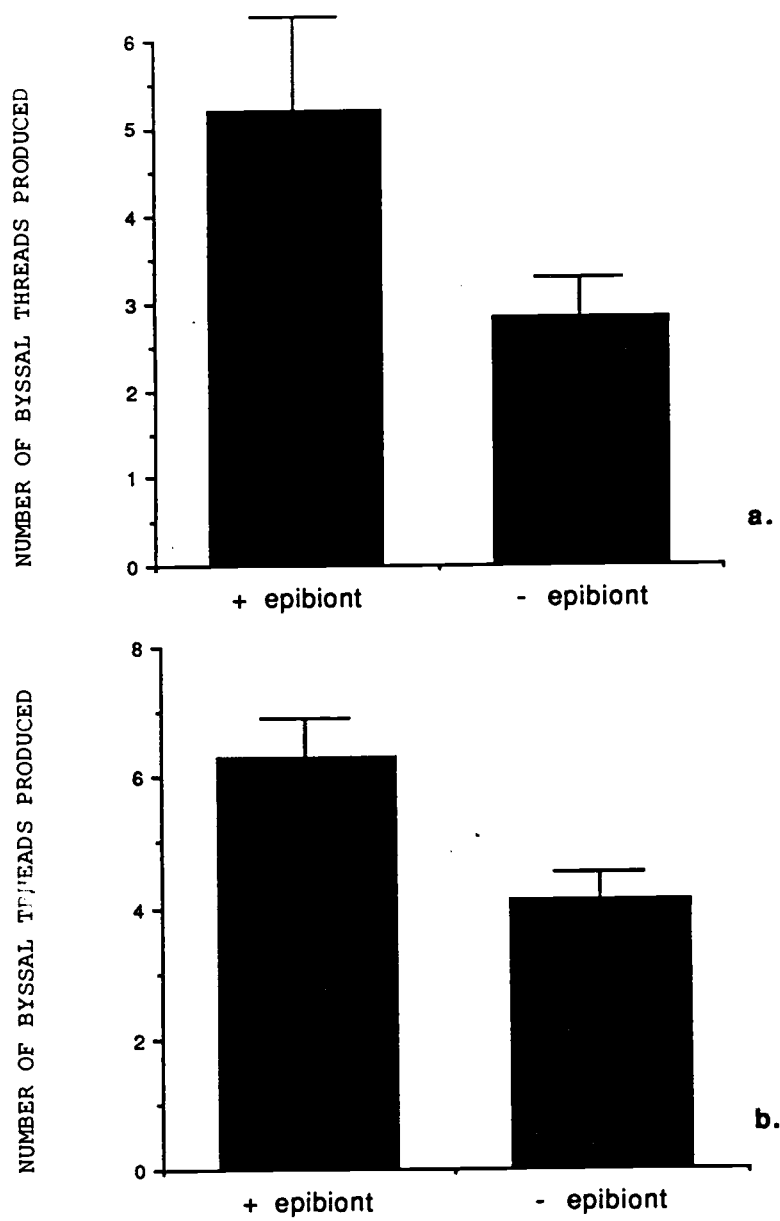 NUMBER OF BYSSAL THREADS PRODUCED
6
5
4
3
2
1
0
+ epibiont - epibiont
a.
NUMBER OF BYSSAL PRODUCED
8
6
4
2
0
+ epibiont - epibiont
b.